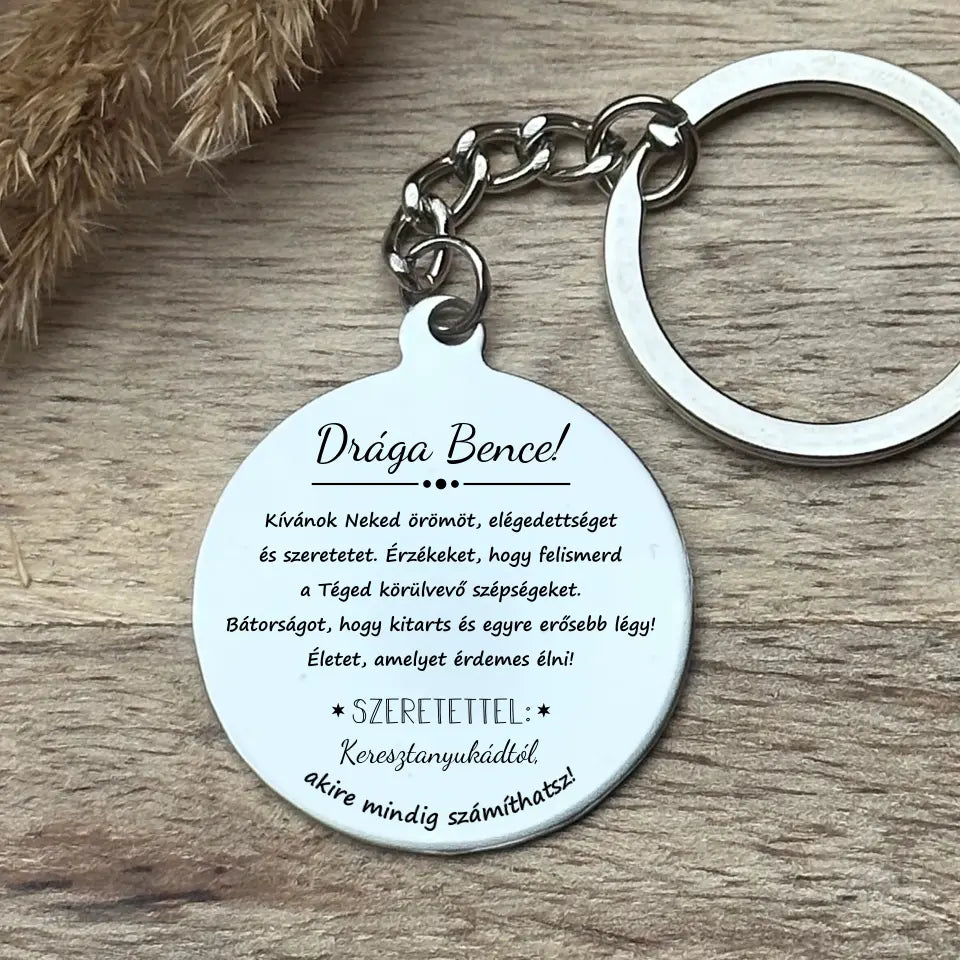 Drága Bence!
Kívánok Neked örömöt, elégedettséget
és szeretetet. Érzékeket, hogy felismerd
a Téged körülvevő szépségeket.
Bátorságot, hogy kitarts és egyre erősebb légy!
Életet, amelyet érdemes élni!
SZERETETTEL:
Keresztanyukádtól,
akire mindig számíthatsz!